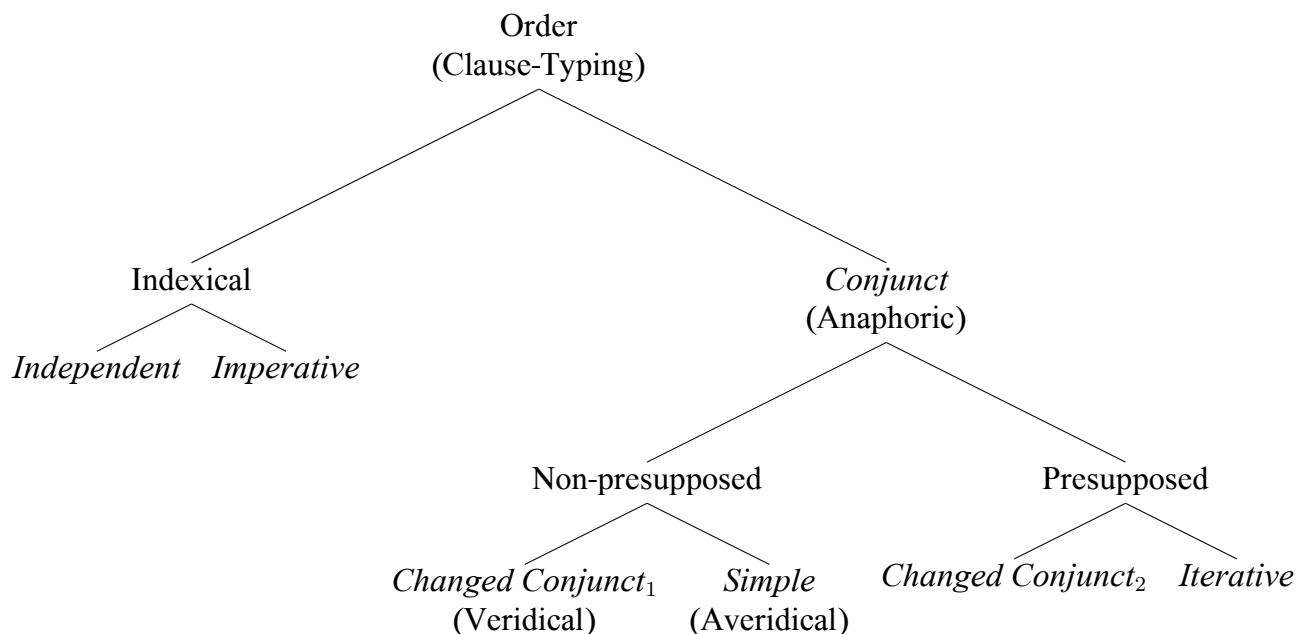 Order
(Clause-Typing)
Indexical
Conjunct
(Anaphoric)
Independent Imperative
Non-presupposed Presupposed
Changed Conjunct₁ Simple Changed Conjunct₂ Iterative
(Veridical) (Averidical)